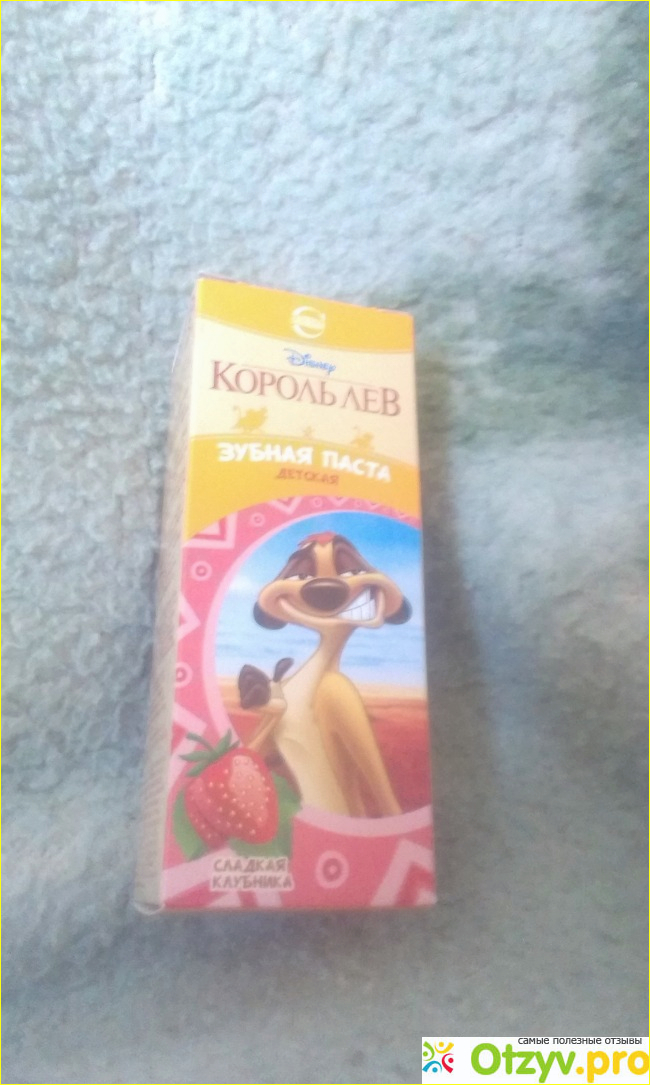 Disney
КОРОЛЬ ЛЕВ
ЗУБНАЯ ПАСТА
ДЕТСКАЯ
СЛАДКАЯ
КЛУБНИКА
самые полезные отзывы
Otzyv.pro